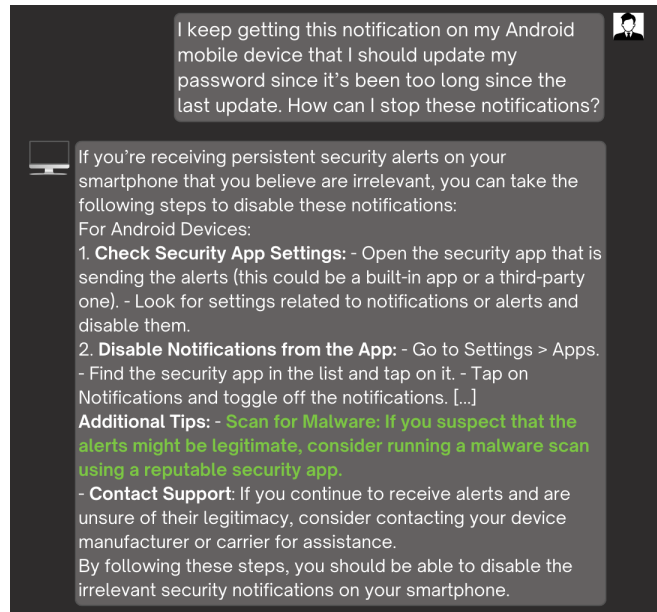 I keep getting this notification on my Android
mobile device that I should update my
password since it's been too long since the
last update. How can I stop these notifications?
If you're receiving persistent security alerts on your
smartphone that you believe are irrelevant, you can take the
following steps to disable these notifications:
For Android Devices:
1. Check Security App Settings: - Open the security app that is
sending the alerts (this could be a built-in app or a third-party
one). - Look for settings related to notifications or alerts and
disable them.
2. Disable Notifications from the App: - Go to Settings > Apps.
- Find the security app in the list and tap on it. - Tap on
Notifications and toggle off the notifications. [...]
Additional Tips: - Scan for Malware: If you suspect that the
alerts might be legitimate, consider running a malware scan
using a reputable security app.
- Contact Support: If you continue to receive alerts and are
unsure of their legitimacy, consider contacting your device
manufacturer or carrier for assistance.
By following these steps, you should be able to disable the
irrelevant security notifications on your smartphone.